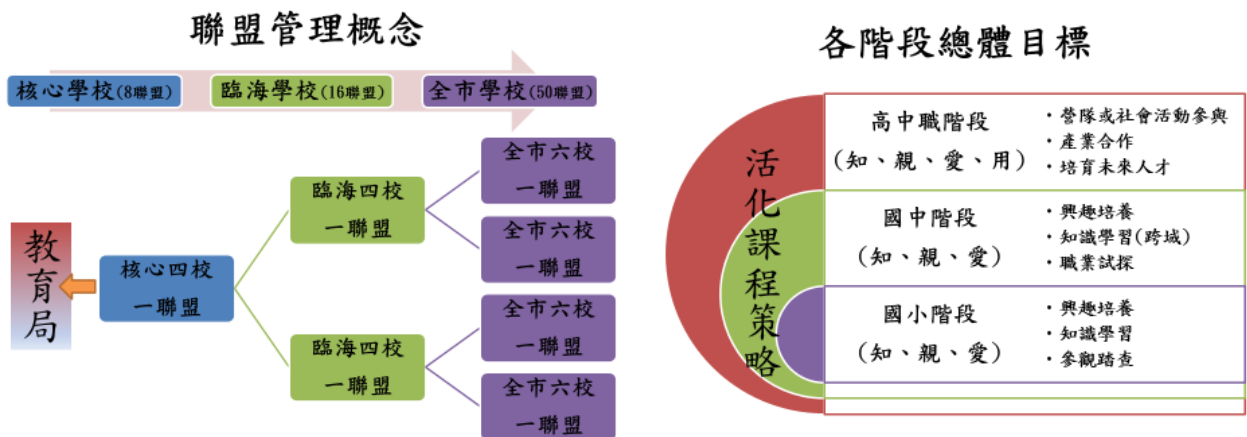 聯盟管理概念
核心學校(8聯盟)
臨海學校(16聯盟)
全市學校(50聯盟)
教育局
核心四校
一聯盟
臨海四校
一聯盟
臨海四校
一聯盟
全市六校
一聯盟
全市六校
一聯盟
全市六校
一聯盟
全市六校
一聯盟
各階段總體目標
活化課程策略
高中職階段
(知、親、愛、用)
・營隊或社會活動參與
・產業合作
・培育未來人才
國中階段
(知、親、愛)
・興趣培養
・知識學習(跨域)
・職業試探
國小階段
(知、親、愛)
・興趣培養
・知識學習
・參觀踏查